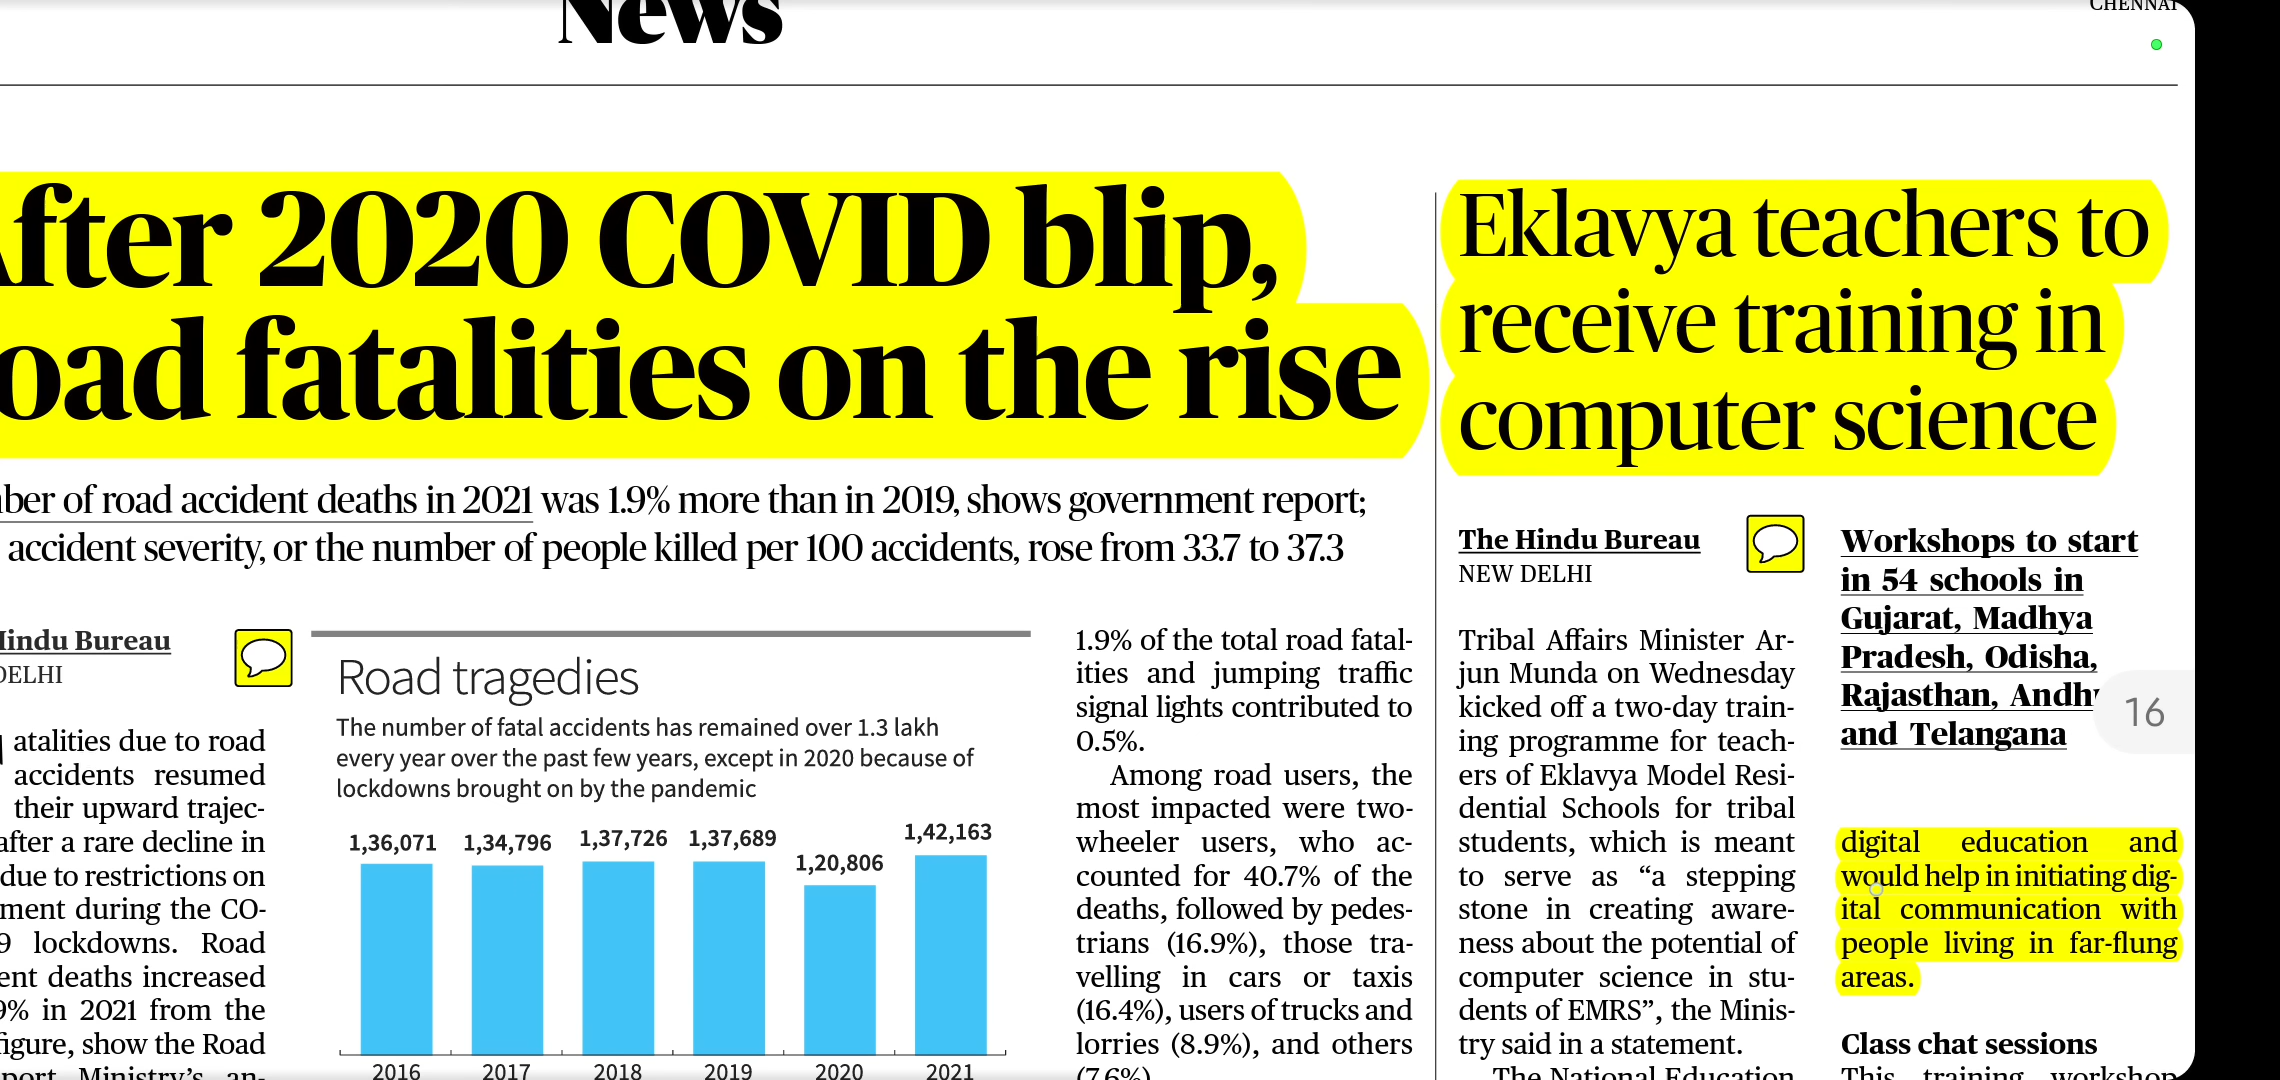 News
CHENNAI
After 2020 COVID blip,
oad fatalities on the rise
ber of road accident deaths in 2021 was 1.9% more than in 2019, shows government report;
accident severity, or the number of people killed per 100 accidents, rose from 33.7 to 37.3
Hindu Bureau
DELHI
atalities due to road
accidents resumed
their upward trajec-
after a rare decline in
due to restrictions on
ment during the CO-
9 lockdowns. Road
ent deaths increased
9% in 2021 from the
figure, show the Road
port Ministry's an-
Road tragedies
The number of fatal accidents has remained over 1.3 lakh
every year over the past few years, except in 2020 because of
lockdowns brought on by the pandemic
1,36,071 1,34,796 1,37,726 1,37,689 1,20,806 1,42,163
2016 2017 2018 2019 2020 2021
1.9% of the total road fatal-
ities and jumping traffic
signal lights contributed to
0.5%.
Among road users, the
most impacted were two-
wheeler users, who ac-
counted for 40.7% of the
deaths, followed by pedes-
trians (16.9%), those tra-
velling in cars or taxis
(16.4%), users of trucks and
lorries (8.9%), and others
(7.6%)
Eklavya teachers to
receive training in
computer science
The Hindu Bureau
NEW DELHI
Tribal Affairs Minister Ar-
jun Munda on Wednesday
kicked off a two-day train-
ing programme for teach-
ers of Eklavya Model Resi-
dential Schools for tribal
students, which is meant
to serve as “a stepping
stone in creating aware-
ness about the potential of
computer science in stu-
dents of EMRS”, the Minis-
try said in a statement.
The National Education
Workshops to start
in 54 schools in
Gujarat, Madhya
Pradesh, Odisha,
Rajasthan, Andhr
and Telangana
16
digital education and
would help in initiating dig-
ital communication with
people living in far-flung
areas.
Class chat sessions
This training workshop